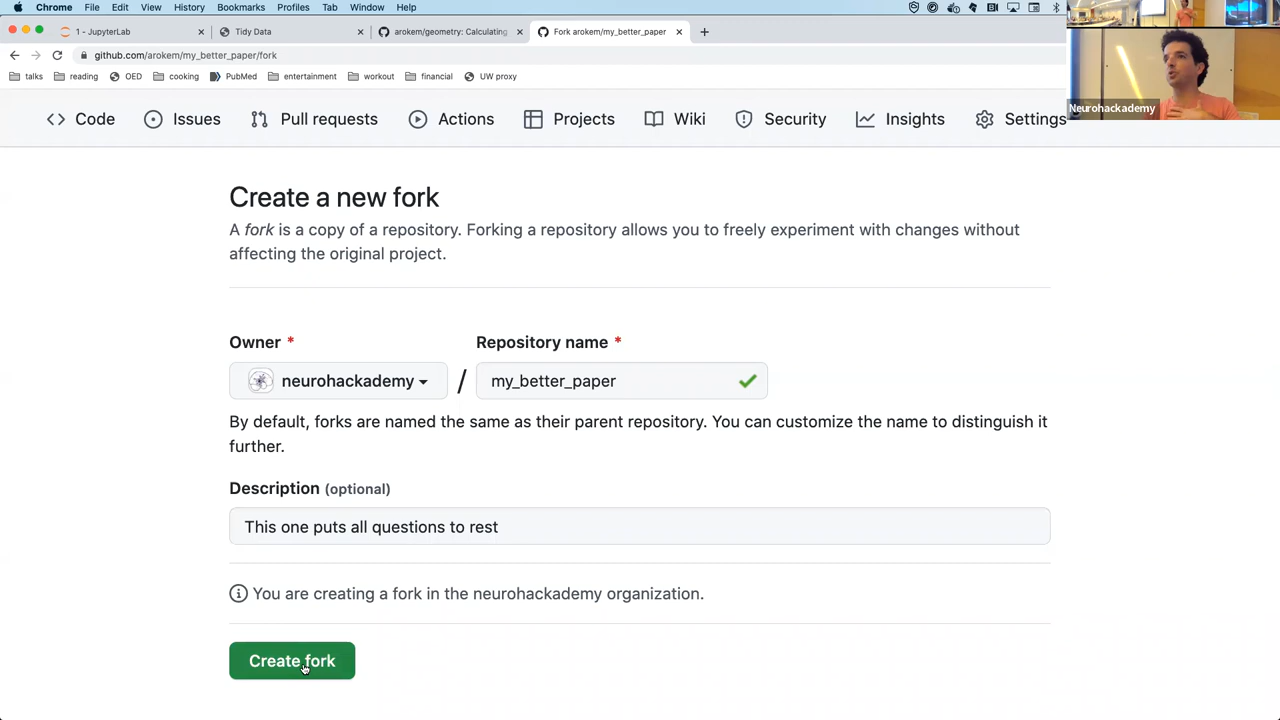 Chrome File Edit View History Bookmarks Profiles Tab Window Help
1 - JupyterLab
Tidy Data
arokem/geometry: Calculating
Fork arokem/my_better_paper
github.com/arokem/my_better_paper/fork
talks reading OED cooking PubMed entertainment workout financial UW proxy
Neurohackademy
Code Issues Pull requests Actions Projects Wiki Security Insights Settings
Create a new fork
A fork is a copy of a repository. Forking a repository allows you to freely experiment with changes without
affecting the original project.
Owner * Repository name *
neurohackademy / my_better_paper
By default, forks are named the same as their parent repository. You can customize the name to distinguish it
further.
Description (optional)
This one puts all questions to rest
You are creating a fork in the neurohackademy organization.
Create fork